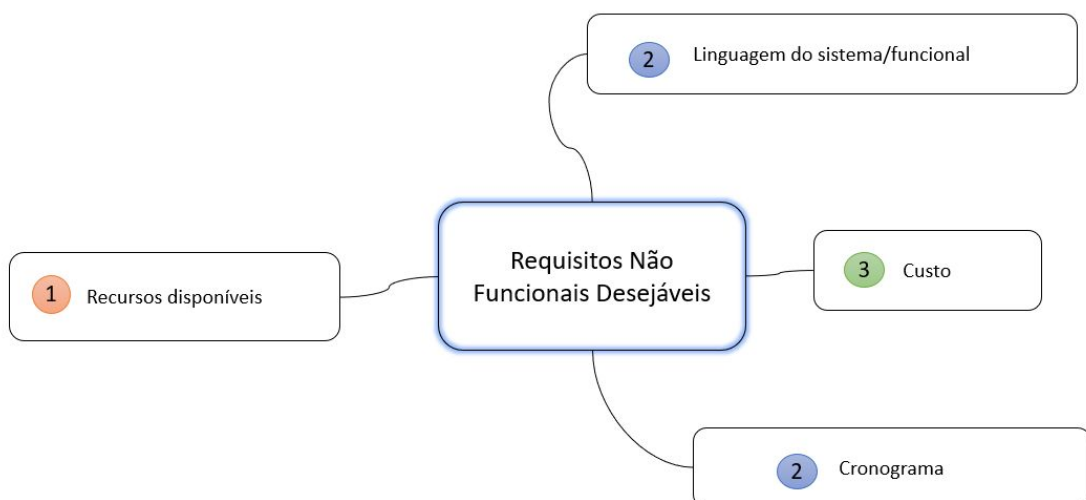 2 Linguagem do sistema/funcional
Requisitos Não
Funcionais Desejáveis
3 Custo
1 Recursos disponíveis
2 Cronograma